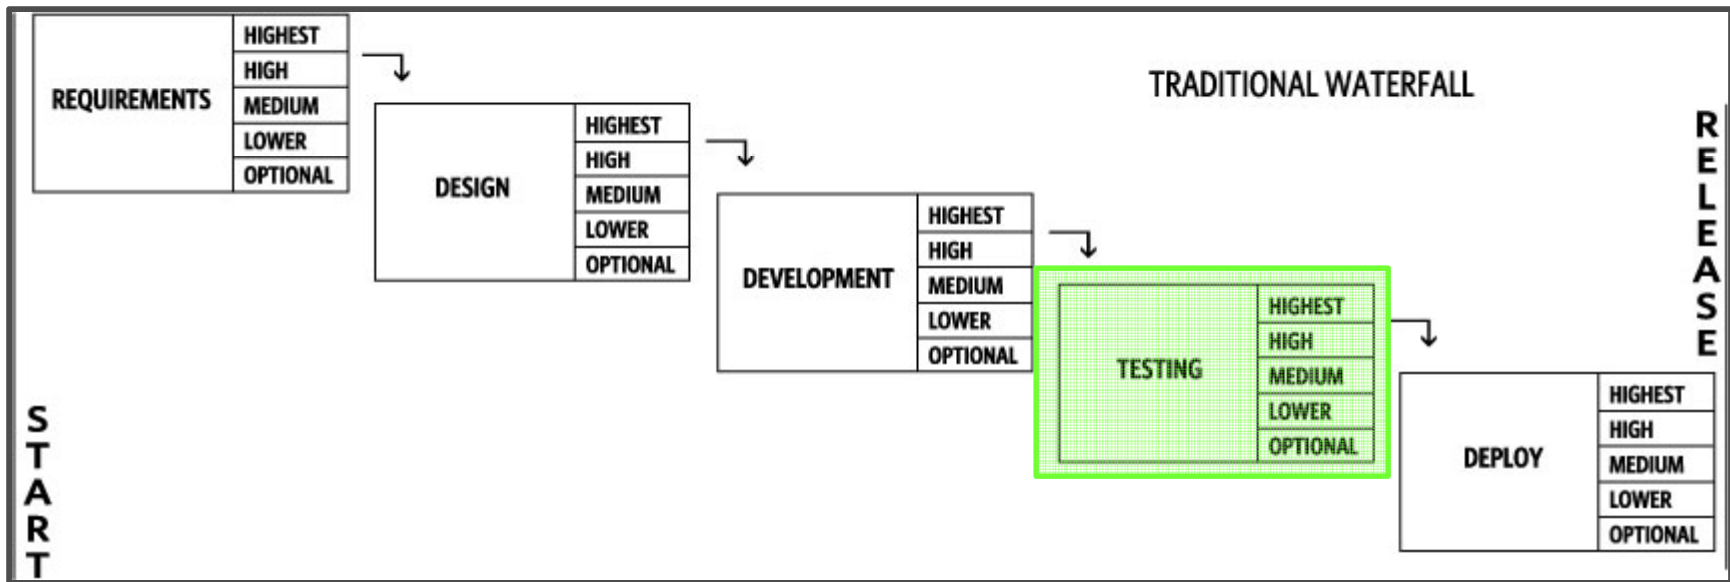 REQUIREMENTS
HIGHEST
HIGH
MEDIUM
LOWER
OPTIONAL
DESIGN
HIGHEST
HIGH
MEDIUM
LOWER
OPTIONAL
DEVELOPMENT
HIGHEST
HIGH
MEDIUM
LOWER
OPTIONAL
TESTING
HIGHEST
HIGH
MEDIUM
LOWER
OPTIONAL
DEPLOY
HIGHEST
HIGH
MEDIUM
LOWER
OPTIONAL
TRADITIONAL WATERFALL
START
RELEASE